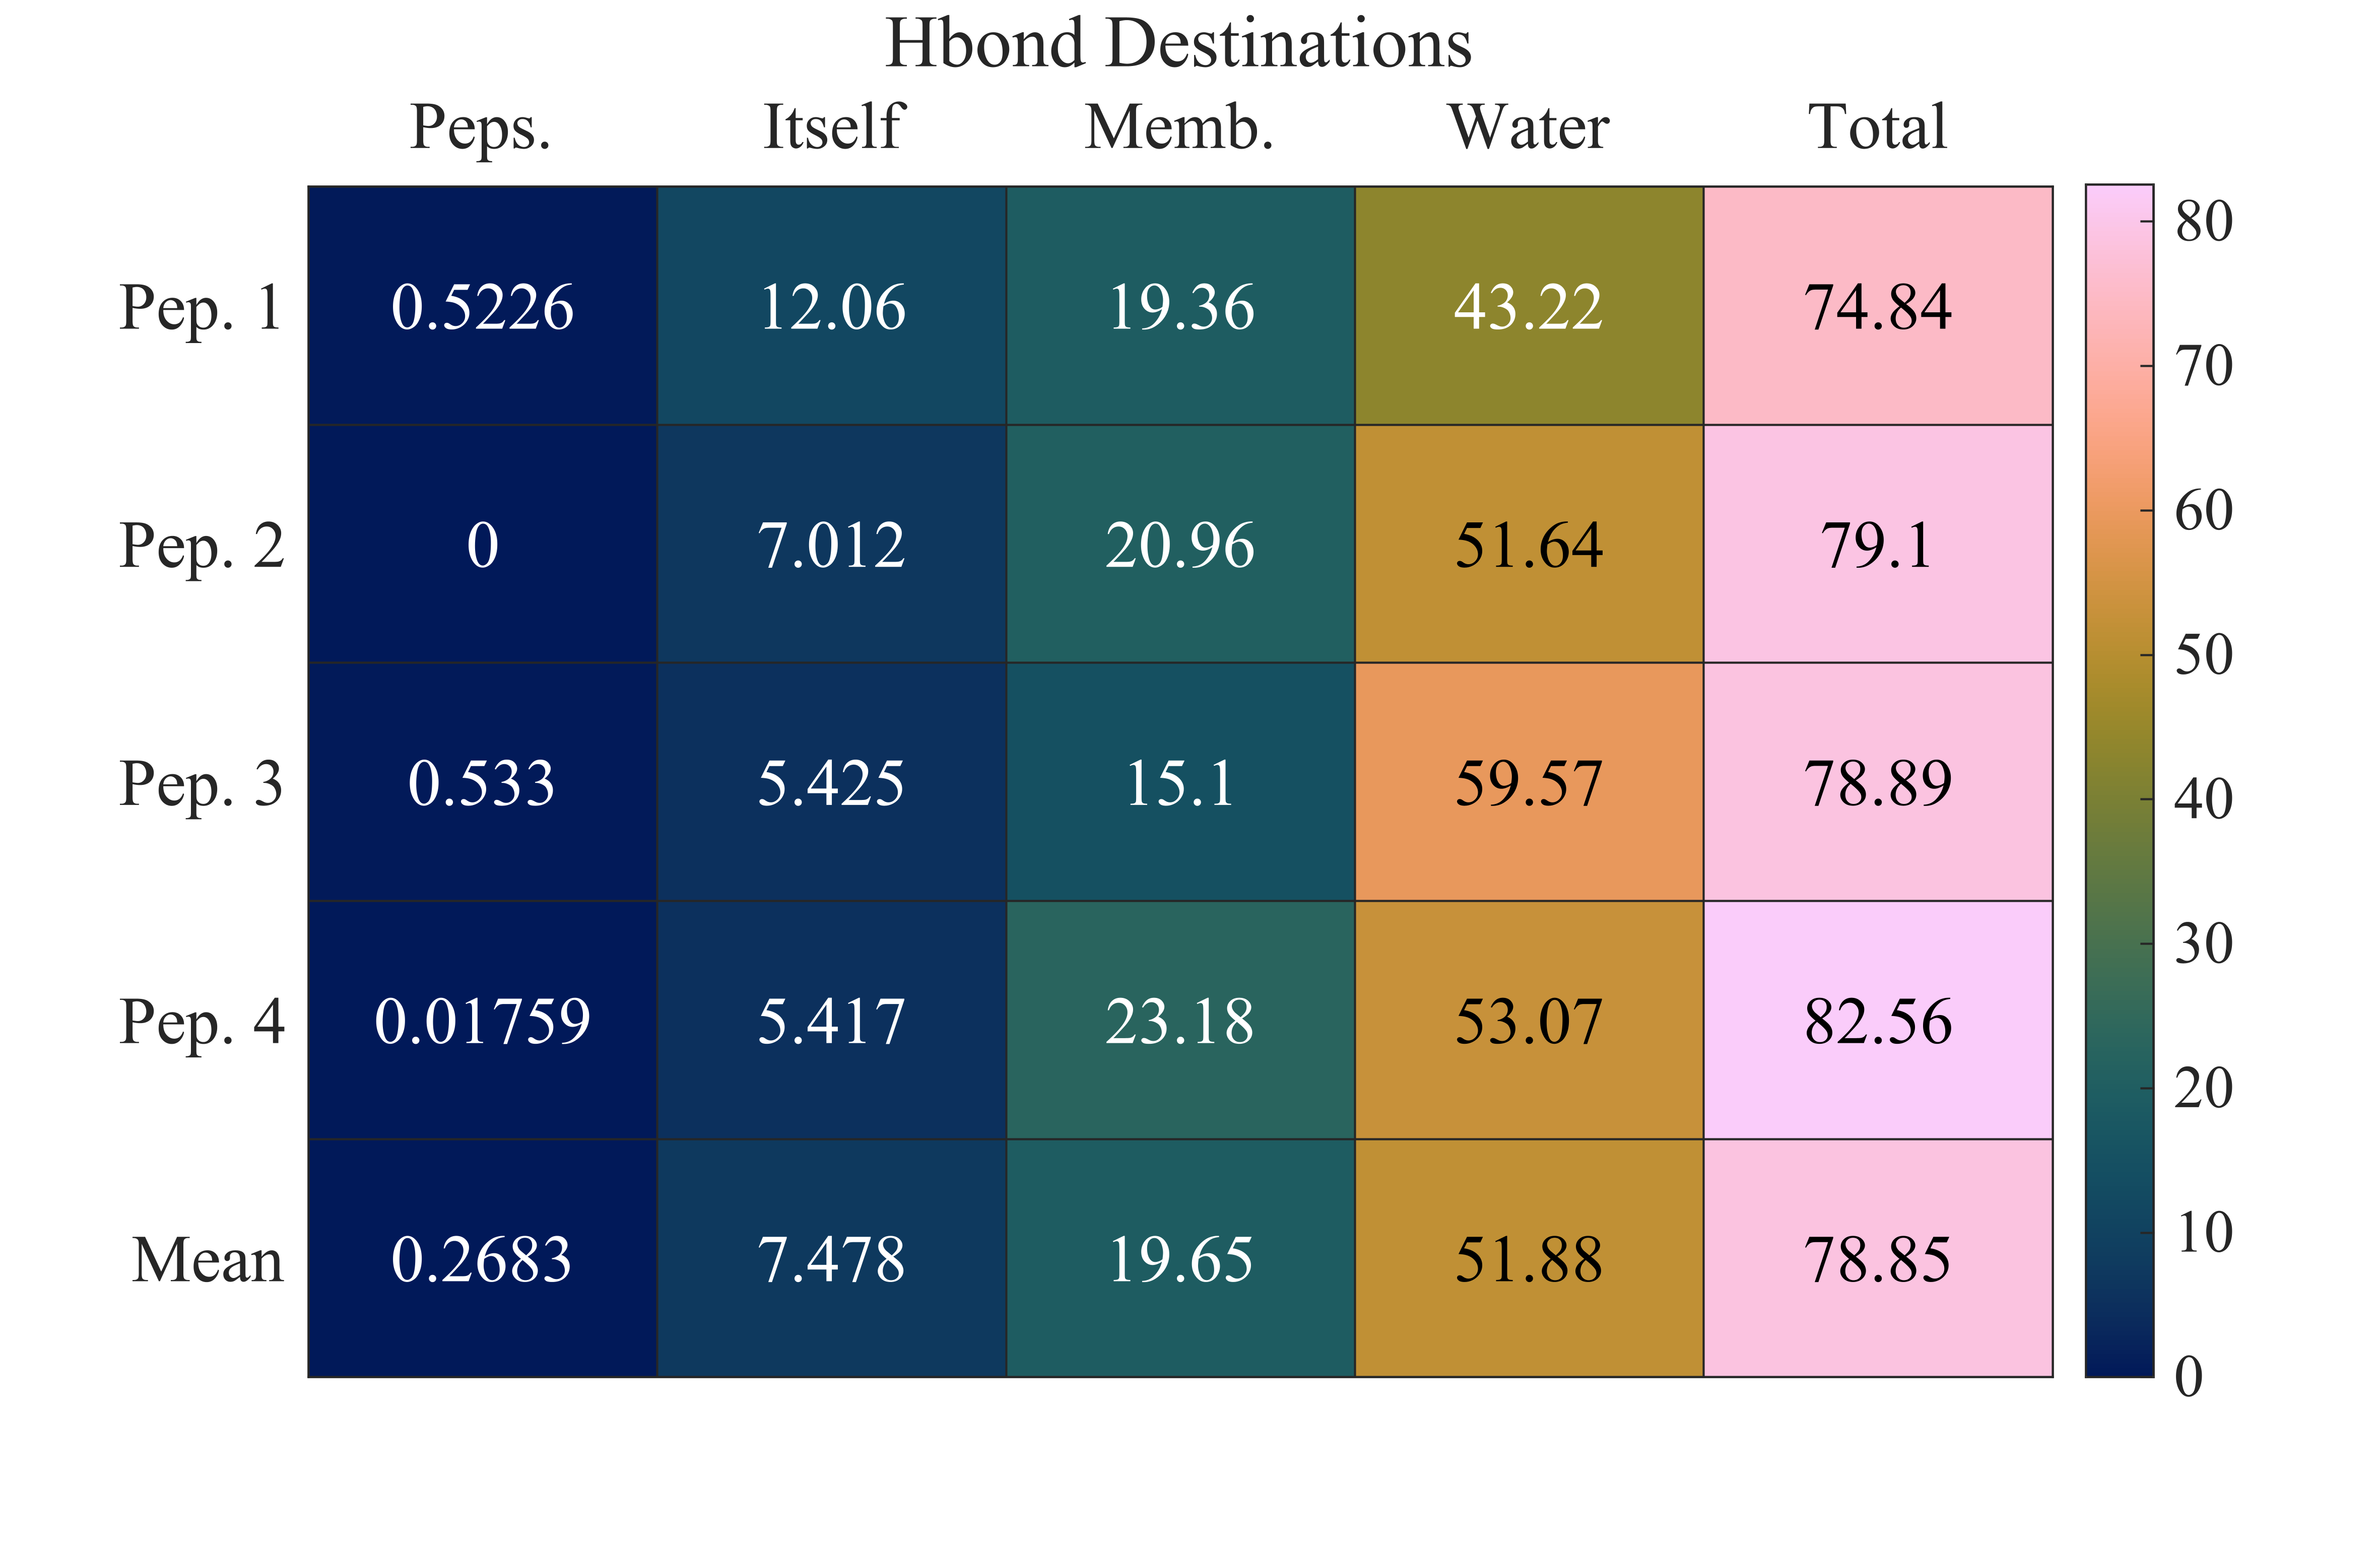 Hbond Destinations
Peps. Itself Memb. Water Total
Pep. 1 0.5226 12.06 19.36 43.22 74.84
Pep. 2 0 7.012 20.96 51.64 79.1
Pep. 3 0.533 5.425 15.1 59.57 78.89
Pep. 4 0.01759 5.417 23.18 53.07 82.56
Mean 0.2683 7.478 19.65 51.88 78.85
80
70
60
50
40
30
20
10
0